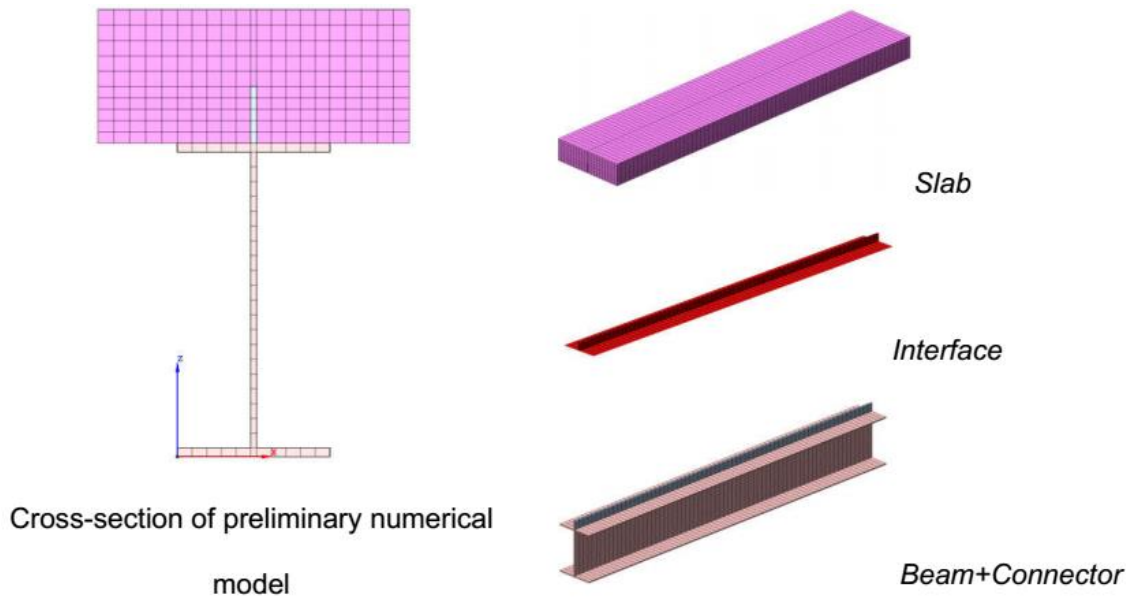 Slab
z
Interface
x
Cross-section of preliminary numerical
model
Beam+Connector